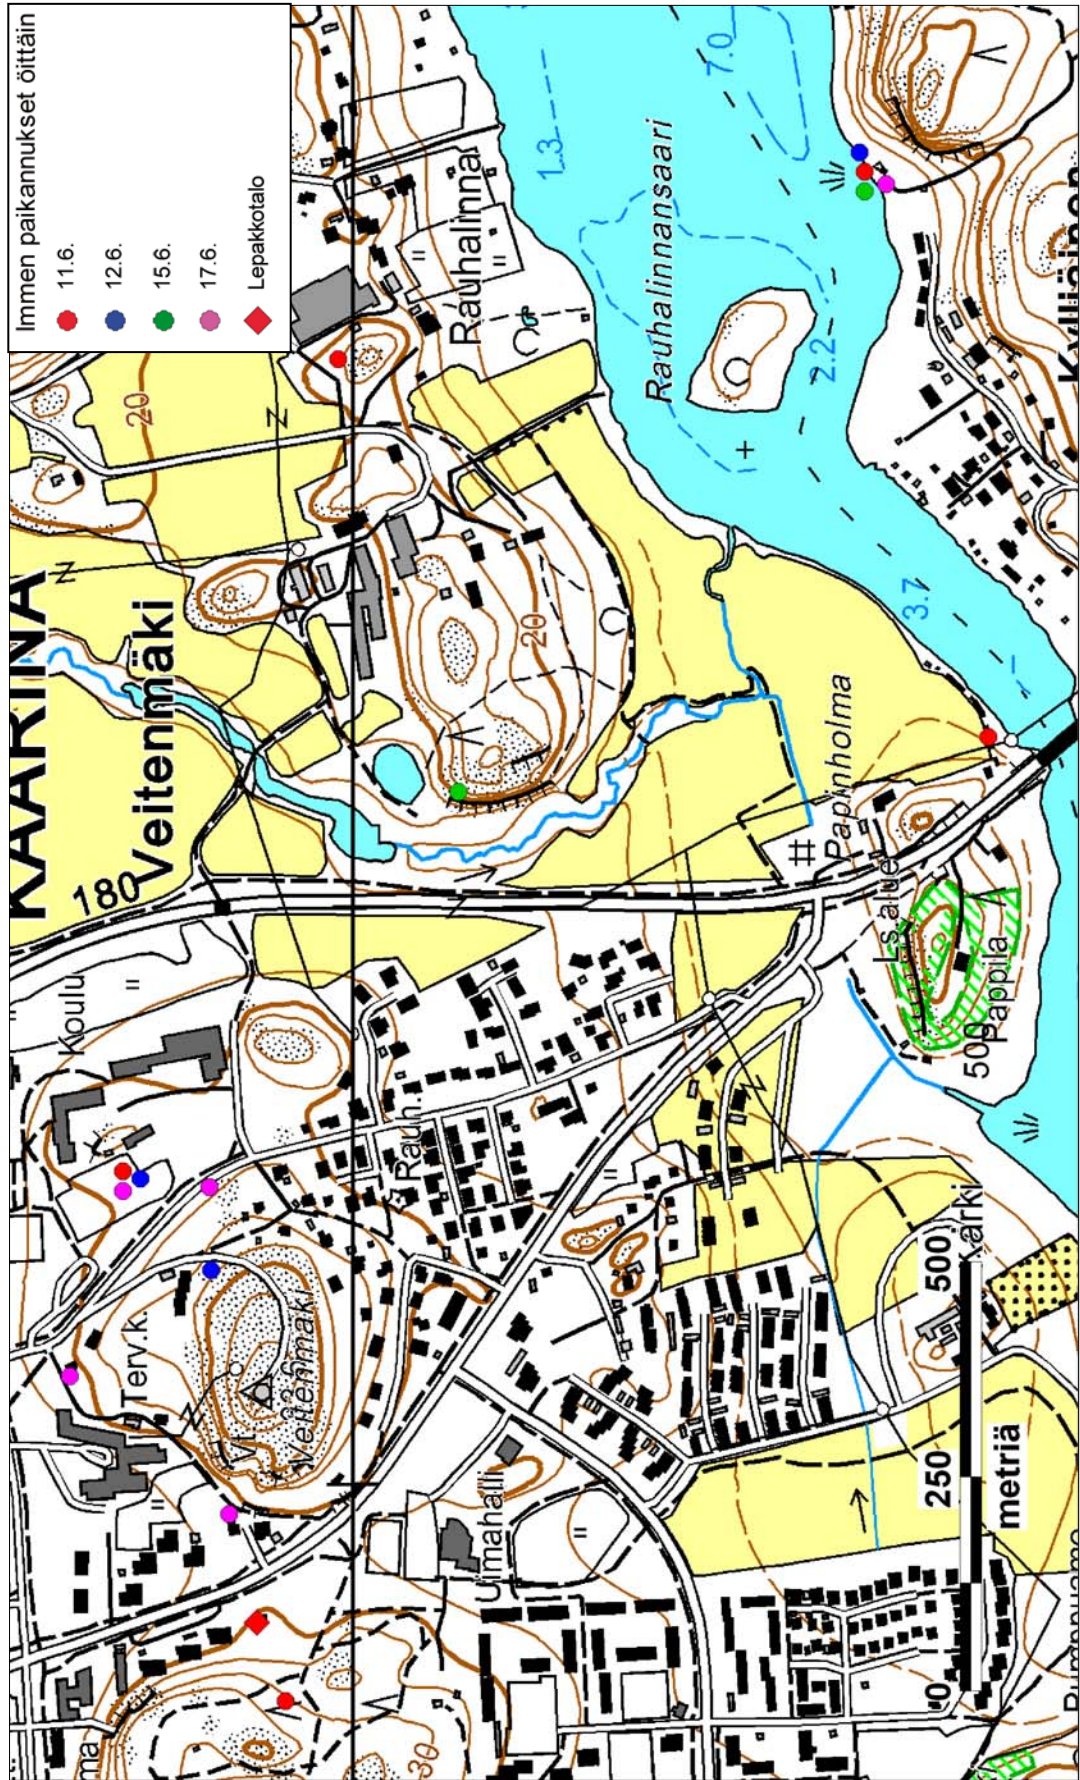 Immen paikannukset öittäin
11.6.
12.6.
15.6.
17.6.
Lepakkotalo
KAARINA
Veitenmäki
180
20
20
30
Rauhalinna
Rauhalinnansaari
1.3
7.0
2.2
3.7
Kylliäinen
Papinholma
Ls.alue
Pappila
500
Koulu
Rauh.
Terv.k.
Veitenmäki
Uimahalli
Kärki
0
250
500
metriä